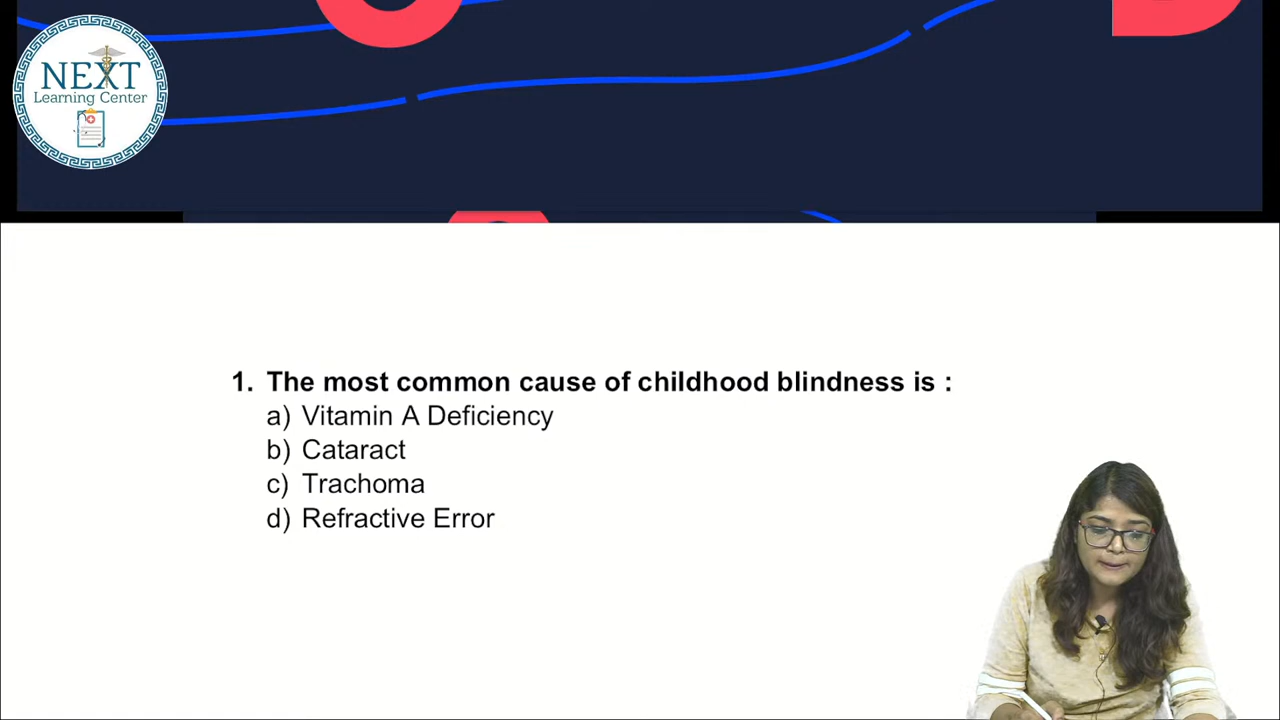 NEXT
Learning Center
1. The most common cause of childhood blindness is :
a) Vitamin A Deficiency
b) Cataract
c) Trachoma
d) Refractive Error